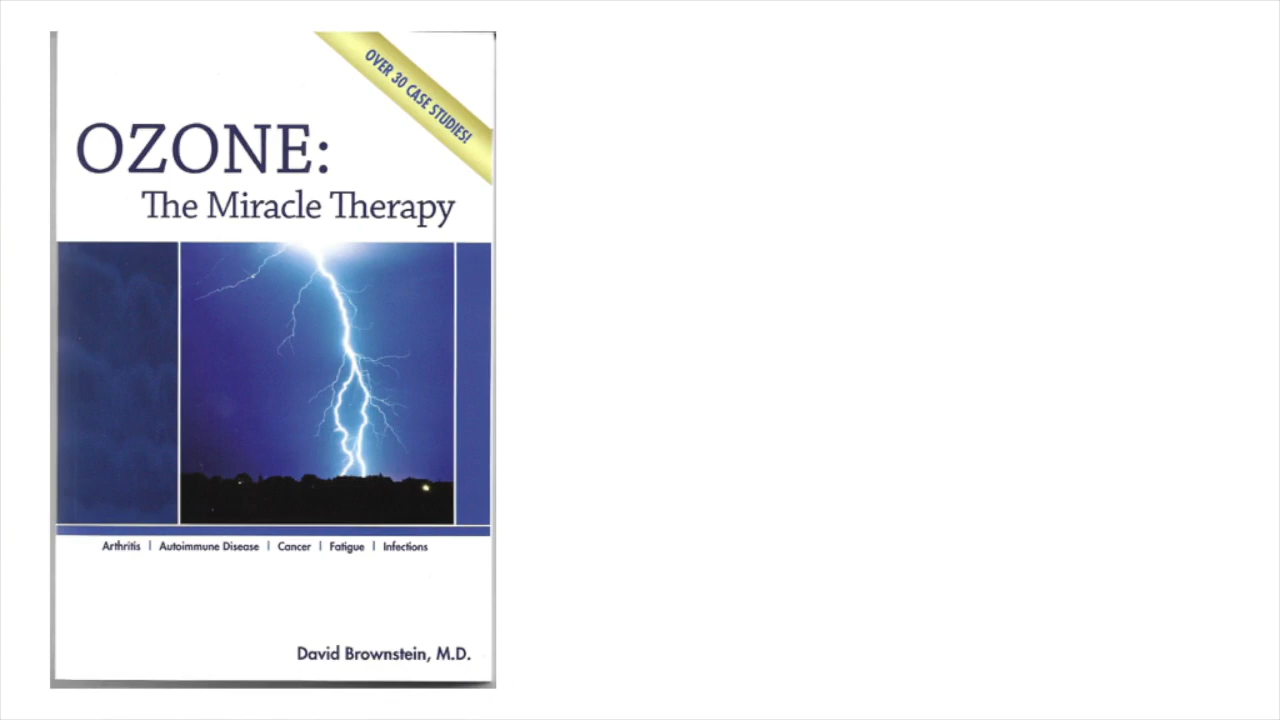 OVER 30 CASE STUDIES!
OZONE:
The Miracle Therapy
Arthritis | Autoimmune Disease | Cancer | Fatigue | Infections
David Brownstein, M.D.